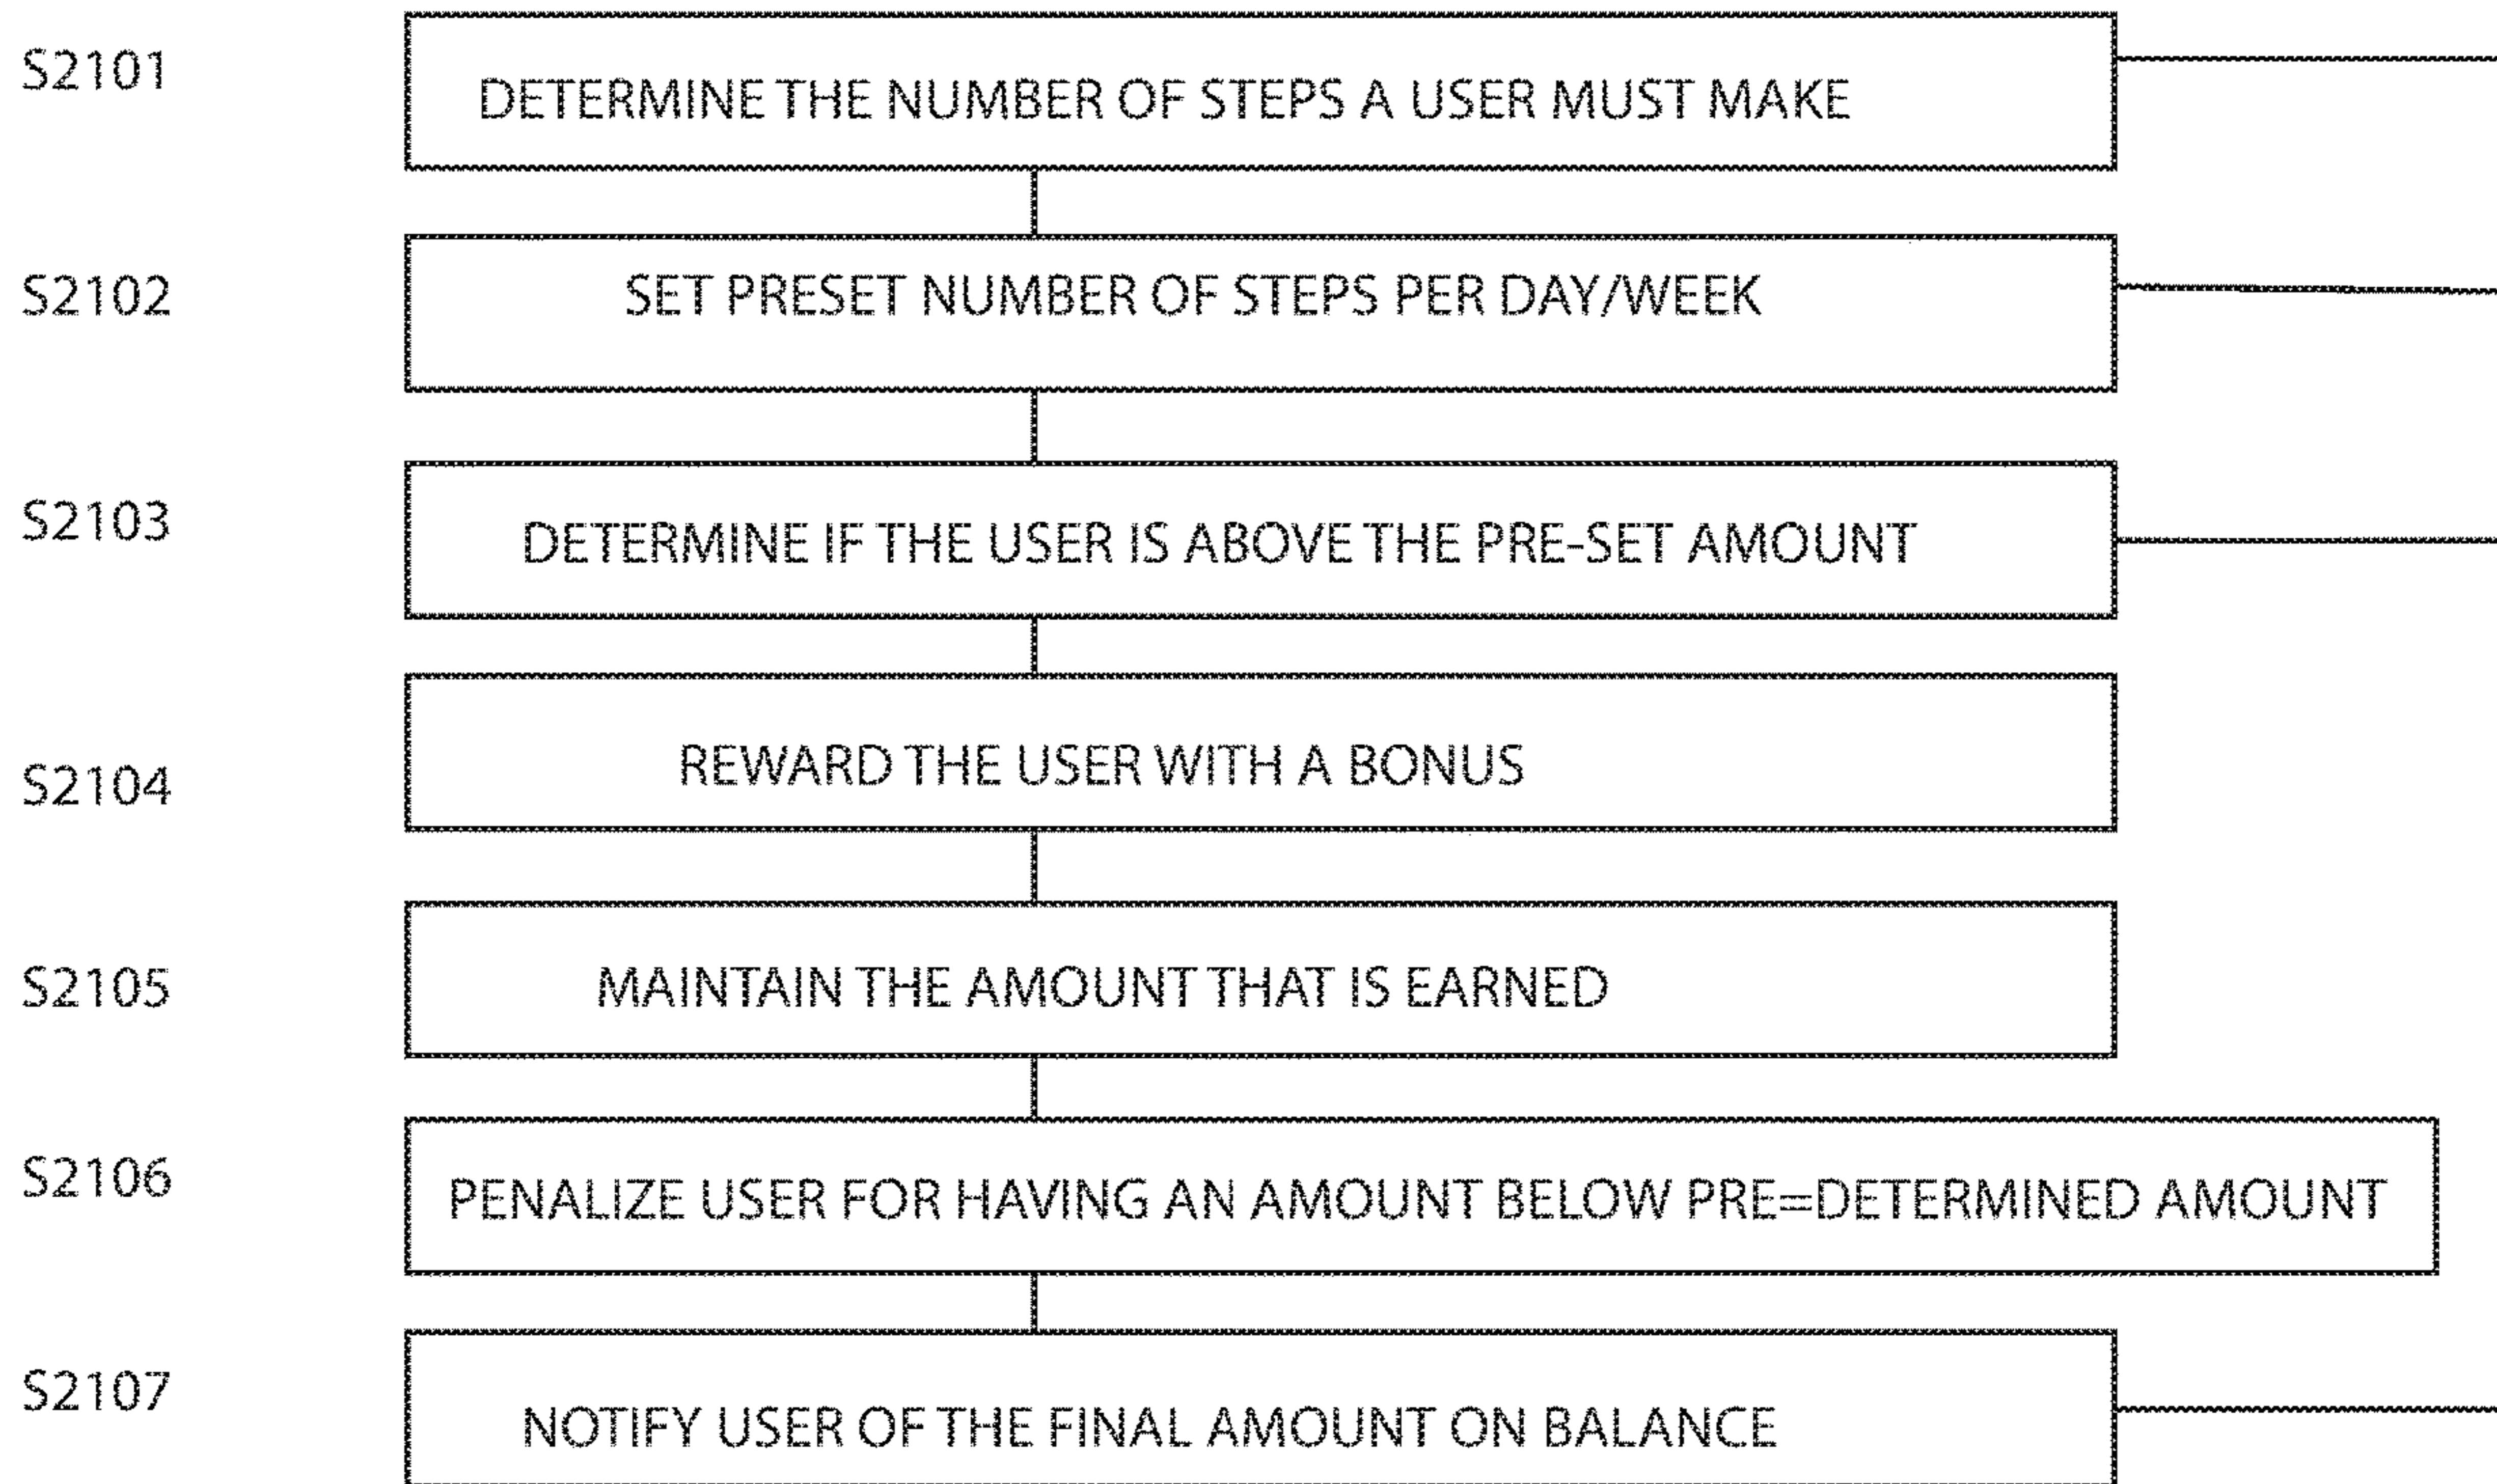 S2101
DETERMINE THE NUMBER OF STEPS A USER MUST MAKE
S2102
SET PRESET NUMBER OF STEPS PER DAY/WEEK
S2103
DETERMINE IF THE USER IS ABOVE THE PRE-SET AMOUNT
S2104
REWARD THE USER WITH A BONUS
S2105
MAINTAIN THE AMOUNT THAT IS EARNED
S2106
PENALIZE USER FOR HAVING AN AMOUNT BELOW PRE=DETERMINED AMOUNT
S2107
NOTIFY USER OF THE FINAL AMOUNT ON BALANCE